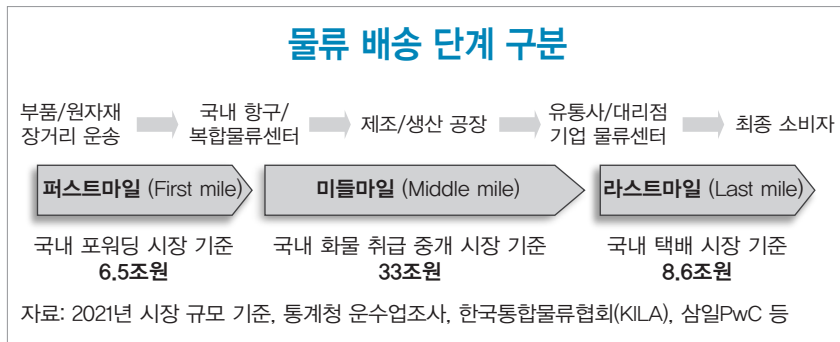 물류 배송 단계 구분
부품/원자재
장거리 운송
국내 항구/
복합물류센터
제조/생산 공장
유통사/대리점
기업 물류센터
최종 소비자
퍼스트마일 (First mile)
미들마일 (Middle mile)
라스트마일 (Last mile)
국내 포워딩 시장 기준
6.5조원
국내 화물 취급 중개 시장 기준
33조원
국내 택배 시장 기준
8.6조원
자료: 2021년 시장 규모 기준, 통계청 운수업조사, 한국통합물류협회(KILA), 삼일PwC 등